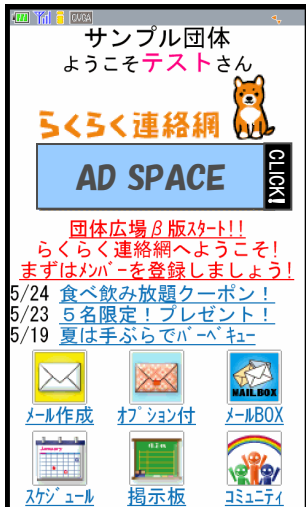 サンプル団体
ようこそテストさん
らくらく連絡網
AD SPACE
CLICK!
団体広場β版ｽﾀｰﾄ!!
らくらく連絡網へようこそ!
まずはﾒﾝﾊﾞｰを登録しましょう!
5/24 食べ飲み放題クーポン！
5/23 ５名限定！プレゼント！
5/19 夏は手ぶらでﾊﾞｰﾍﾞｷｭｰ
ﾒｰﾙ作成 ｵﾌﾟｼｮﾝ付 ﾒｰﾙBOX
MAIL BOX
ｽｹｼﾞｭｰﾙ 掲示板 ｺﾐｭﾆﾃｨ
January
掲示板